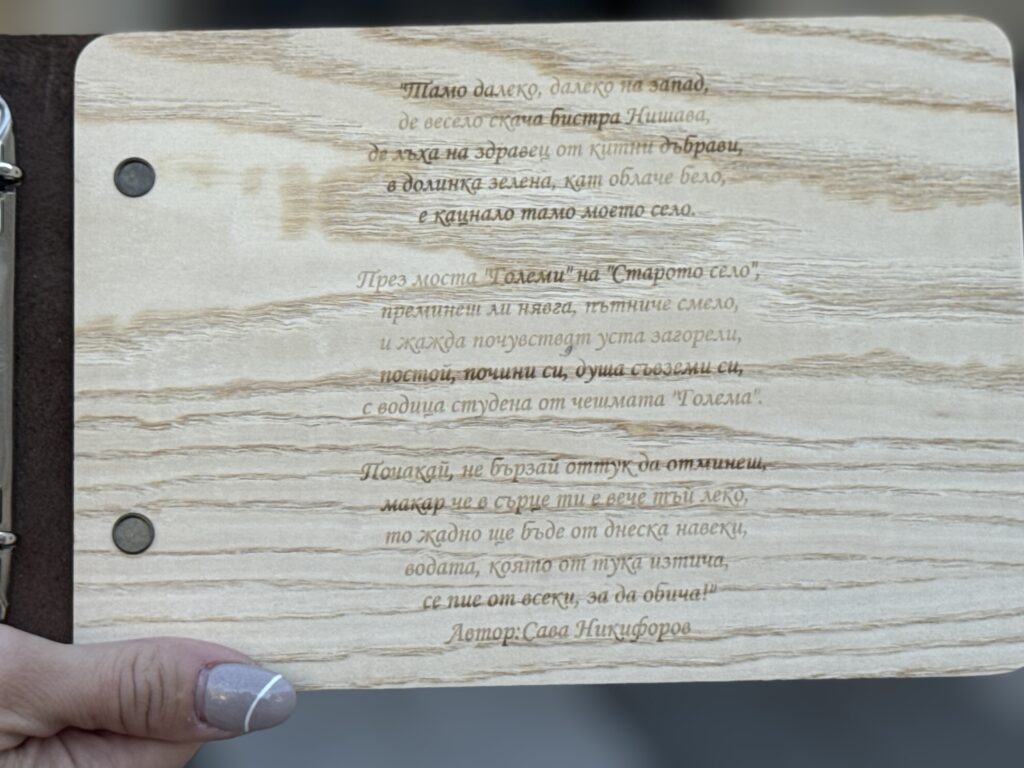 "Тамо далеко, далеко на запад,
де весело скача бистра Нишава,
де лъха на здравец от китни дъбрави,
в долинка зелена, кат облаче бело,
е кацнало тамо моето село.
През моста "Големи" на "Старото село",
преминеш ли нявга, пътниче смело,
и жажда почувстват уста загорели,
постой, почини си, душа съвземи си,
с водица студена от чешмата "Голема".
Почакай, не бързай оттук да отминеш,
макар че в сърце ти е вече тъй леко,
то жадно ще бъде от днеска навеки,
водата, която от тука изтича,
се пие от всеки, за да обича!"
Автор:Сава Никифоров